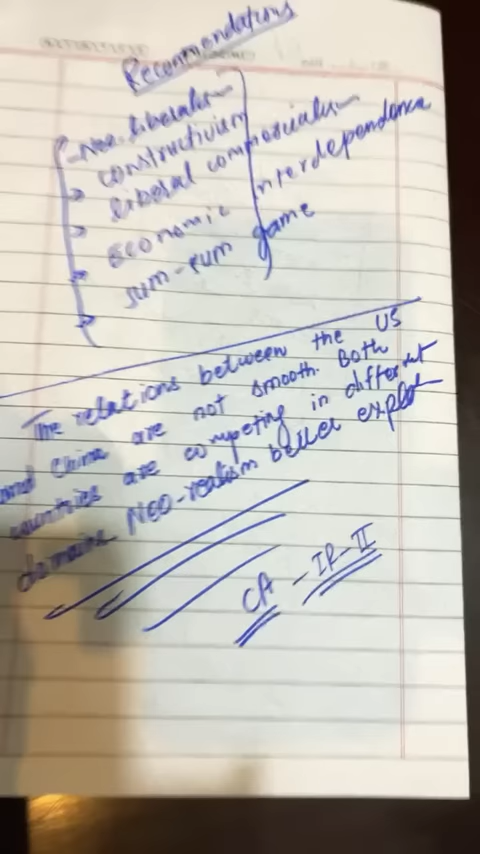 Recommendations
- Neo-liberalism
→ constructivism
→ liberal commercialism
→ Economic Interdependence
→ sum-sum game
The relations between the US
and China are not smooth. Both
countries are competing in different
domains NEO-realism better explain
CA - IR-II